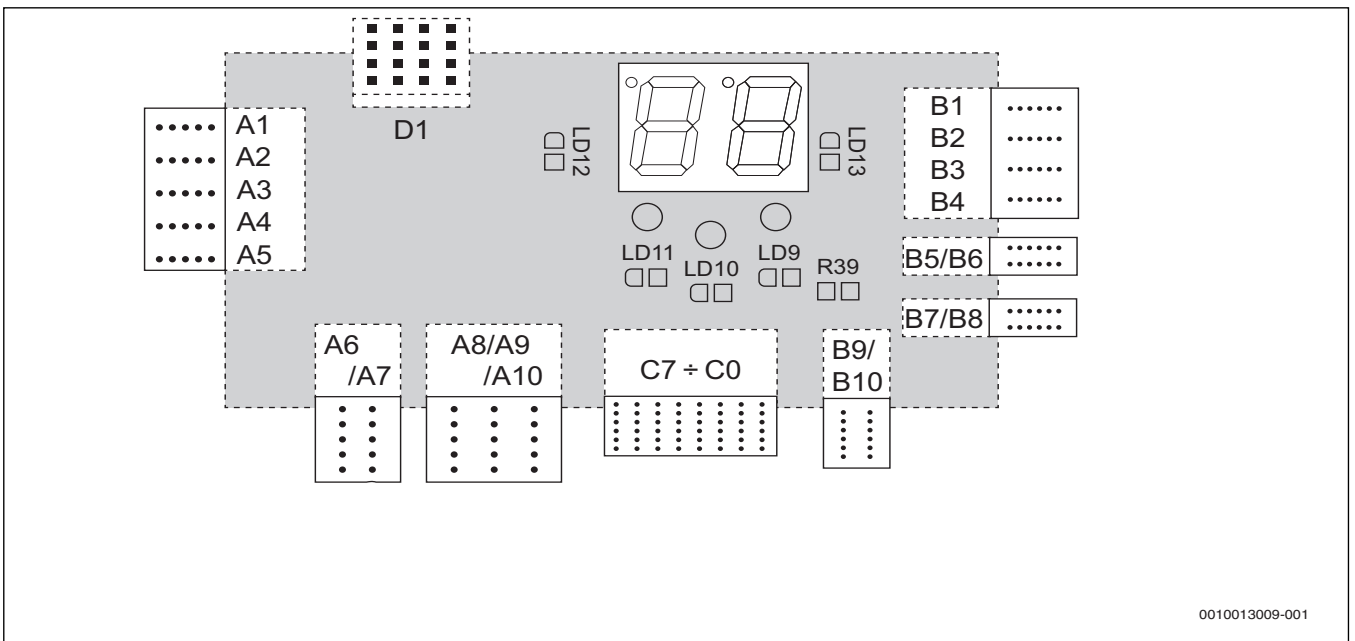 D1
A1
A2
A3
A4
A5
LD12
LD13
B1
B2
B3
B4
LD11
LD10
LD9
R39
B5/B6
B7/B8
A6
/A7
A8/A9
/A10
C7 ÷ C0
B9/
B10
0010013009-001